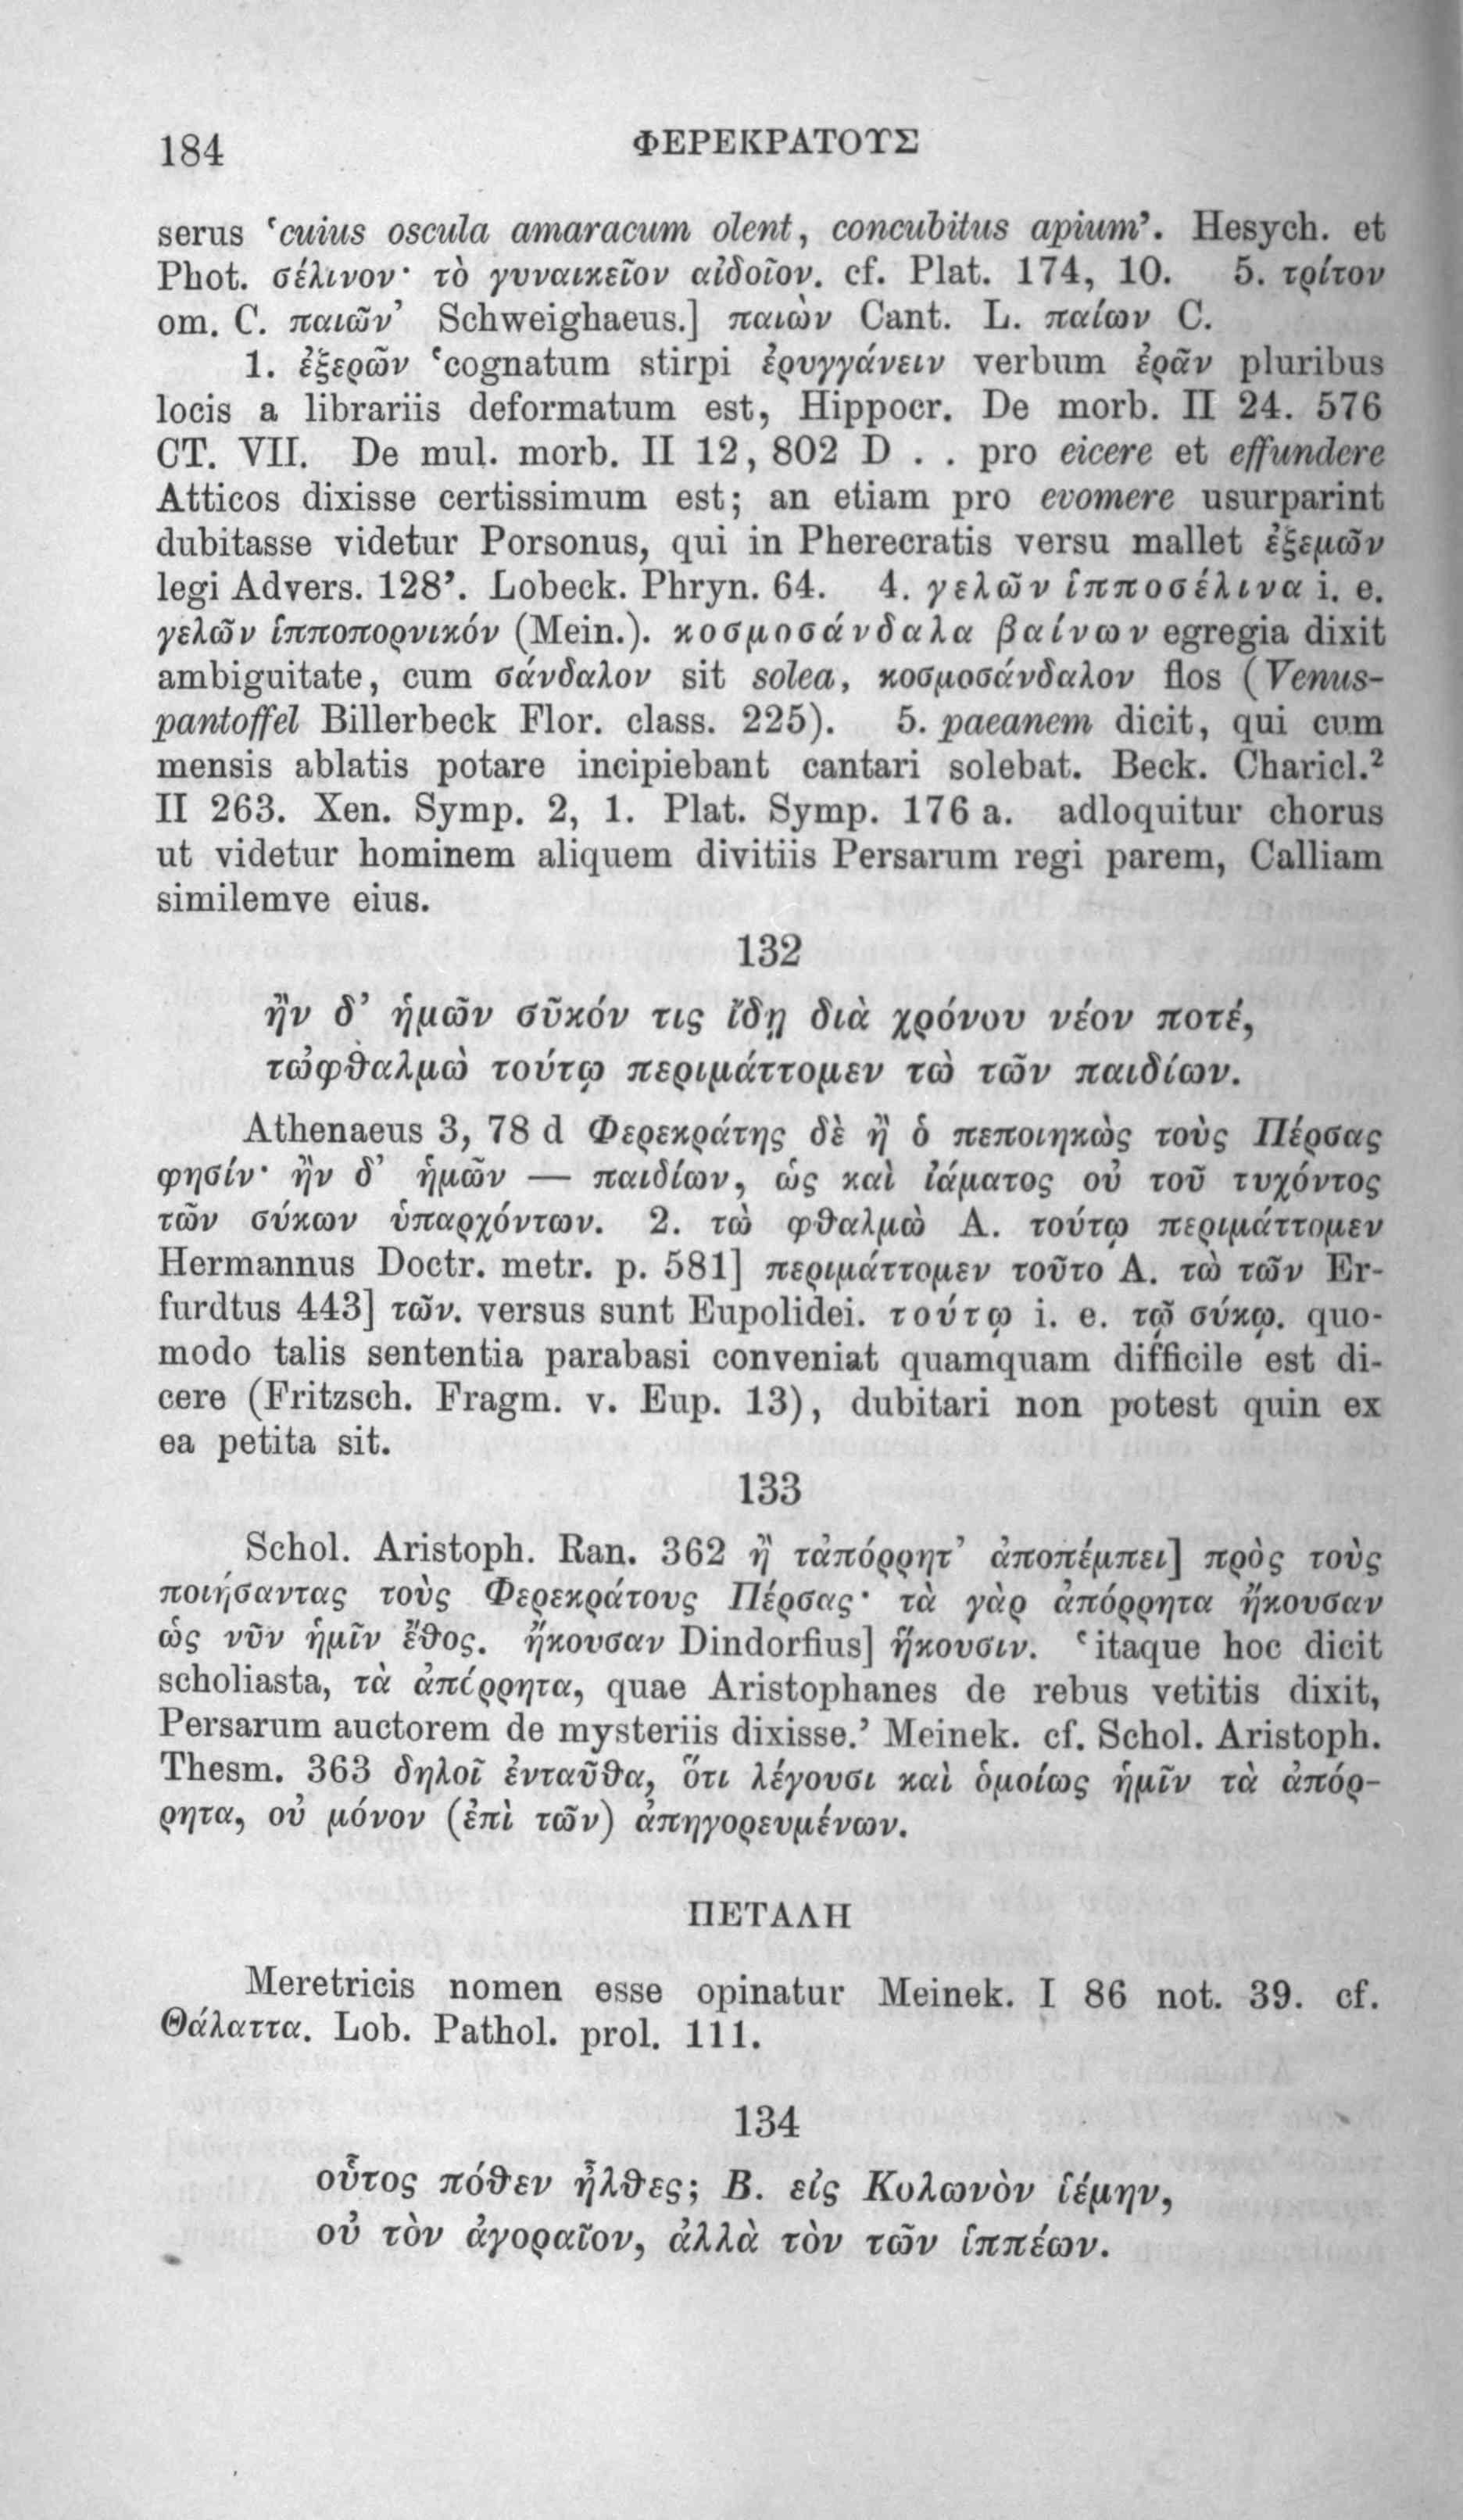 184
ΦΕΡΕΚΡΑΤΟΥΣ
serus ‛cuius oscula amaracum olent, concubitus apium’. Hesych. et
Phot. σέλινον· τὸ γυναικεῖον αἰδοῖον. cf. Plat. 174, 10. 5. τρίτον
om. C. παιῶν’ Schweighaeus.] παιὼν Cant. L. παίων C.
1. ἐξερῶν ‛cognatum stirpi ἐρυγγάνειν verbum ἐρᾶν pluribus
locis a librariis deformatum est, Hippocr. De morb. II 24. 576
CT. VII. De mul. morb. II 12, 802 D . . pro eicere et effundere
Atticos dixisse certissimum est; an etiam pro evomere usurparint
dubitasse videtur Porsonus, qui in Pherecratis versu mallet ἐξεμῶν
legi Advers. 128’. Lobeck. Phryn. 64. 4. γελῶν ἱπποσέλινα i. e.
γελῶν ἱπποπορνικόν (Mein.). κοσμοσάνδαλα βαίνων egregia dixit
ambiguitate, cum σάνδαλον sit solea, κοσμοσάνδαλον flos (Venus-
pantoffel Billerbeck Flor. class. 225). 5. paeanem dicit, qui cum
mensis ablatis potare incipiebant cantari solebat. Beck. Charicl.²
II 263. Xen. Symp. 2, 1. Plat. Symp. 176 a. adloquitur chorus
ut videtur hominem aliquem divitiis Persarum regi parem, Calliam
similemve eius.
132
ἢν δ’ ἡμῶν σῦκόν τις ἴδῃ διὰ χρόνου νέον ποτέ,
τὠφθαλμὼ τούτῳ περιμάττομεν τὼ τῶν παιδίων.
Athenaeus 3, 78 d Φερεκράτης δὲ ἢ ὁ πεποιηκὼς τοὺς Πέρσας
φησίν· ἢν δ’ ἡμῶν — παιδίων, ὡς καὶ ἰάματος οὐ τοῦ τυχόντος
τῶν σύκων ὑπαρχόντων. 2. τὼ φθαλμὼ A. τούτῳ περιμάττομεν
Hermannus Doctr. metr. p. 581] περιμάττομεν τοῦτο A. τὼ τῶν Er-
furdtus 443] τῶν. versus sunt Eupolidei. τούτῳ i. e. τῷ σύκῳ. quo-
modo talis sententia parabasi conveniat quamquam difficile est di-
cere (Fritzsch. Fragm. v. Eup. 13), dubitari non potest quin ex
ea petita sit.
133
Schol. Aristoph. Ran. 362 ἢ τἀπόρρητ’ ἀποπέμπει] πρὸς τοὺς
ποιήσαντας τοὺς Φερεκράτους Πέρσας· τὰ γὰρ ἀπόρρητα ἤκουσαν
ὡς νῦν ἡμῖν ἔθος. ἤκουσαν Dindorfius] ἥκουσιν. ‛itaque hoc dicit
scholiasta, τὰ ἀπόρρητα, quae Aristophanes de rebus vetitis dixit,
Persarum auctorem de mysteriis dixisse.’ Meinek. cf. Schol. Aristoph.
Thesm. 363 δηλοῖ ἐνταῦθα, ὅτι λέγουσι καὶ ὁμοίως ἡμῖν τὰ ἀπόρ-
ρητα, οὐ μόνον (ἐπὶ τῶν) ἀπηγορευμένων.
ΠΕΤΑΛΗ
Meretricis nomen esse opinatur Meinek. I 86 not. 39. cf.
Θάλαττα. Lob. Pathol. prol. 111.
134
οὗτος πόθεν ἦλθες; B. εἰς Κολωνὸν ἱέμην,
οὐ τὸν ἀγοραῖον, ἀλλὰ τὸν τῶν ἱππέων.